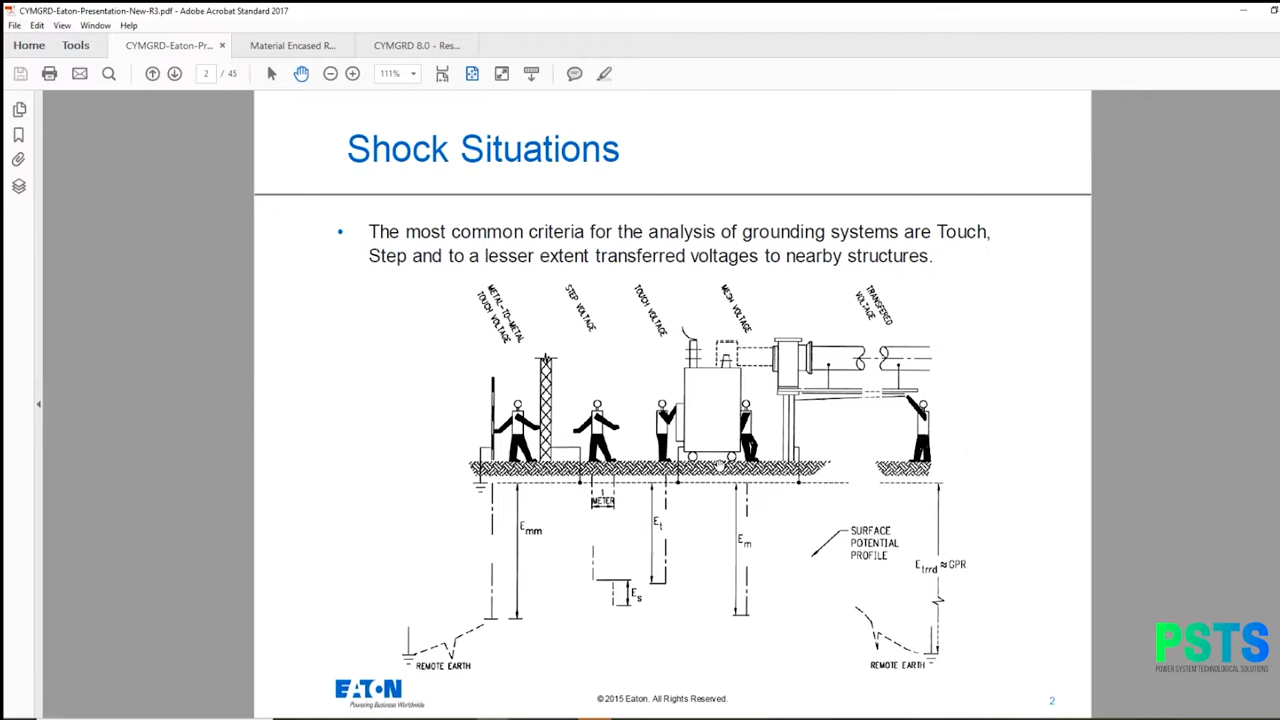 CYMGRD-Eaton-Presentation-New-R3.pdf - Adobe Acrobat Standard 2017
File Edit View Window Help
Home Tools CYMGRD-Eaton-Pr... × Material Encased R... CYMGRD 8.0 - Res...
2 / 45 111%
Shock Situations
• The most common criteria for the analysis of grounding systems are Touch,
Step and to a lesser extent transferred voltages to nearby structures.
METAL-TO-METAL
TOUCH VOLTAGE
STEP VOLTAGE
TOUCH VOLTAGE
MESH VOLTAGE
TRANSFERED
VOLTAGE
1
METER
Emm
Et
Em
Es
SURFACE
POTENTIAL
PROFILE
Etrrd ≈ GPR
REMOTE EARTH
REMOTE EARTH
EATON
Powering Business Worldwide
©2015 Eaton. All Rights Reserved.
2
PSTS
POWER SYSTEM TECHNOLOGICAL SOLUTIONS